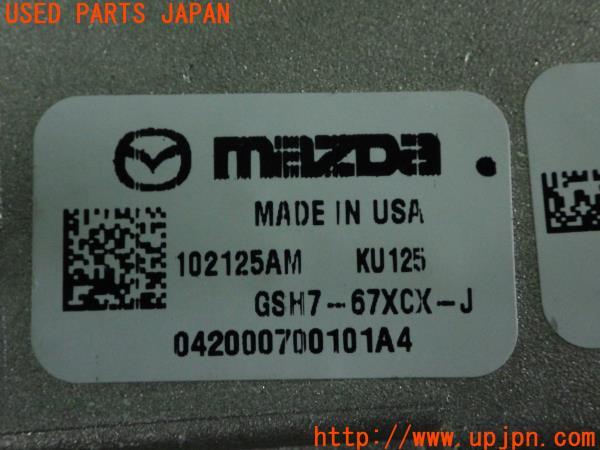 USED PARTS JAPAN
mazDa
MADE IN USA
102125AM KU125
GSH7-67XCX-J
042000700101A4
http://www.upjpn.com